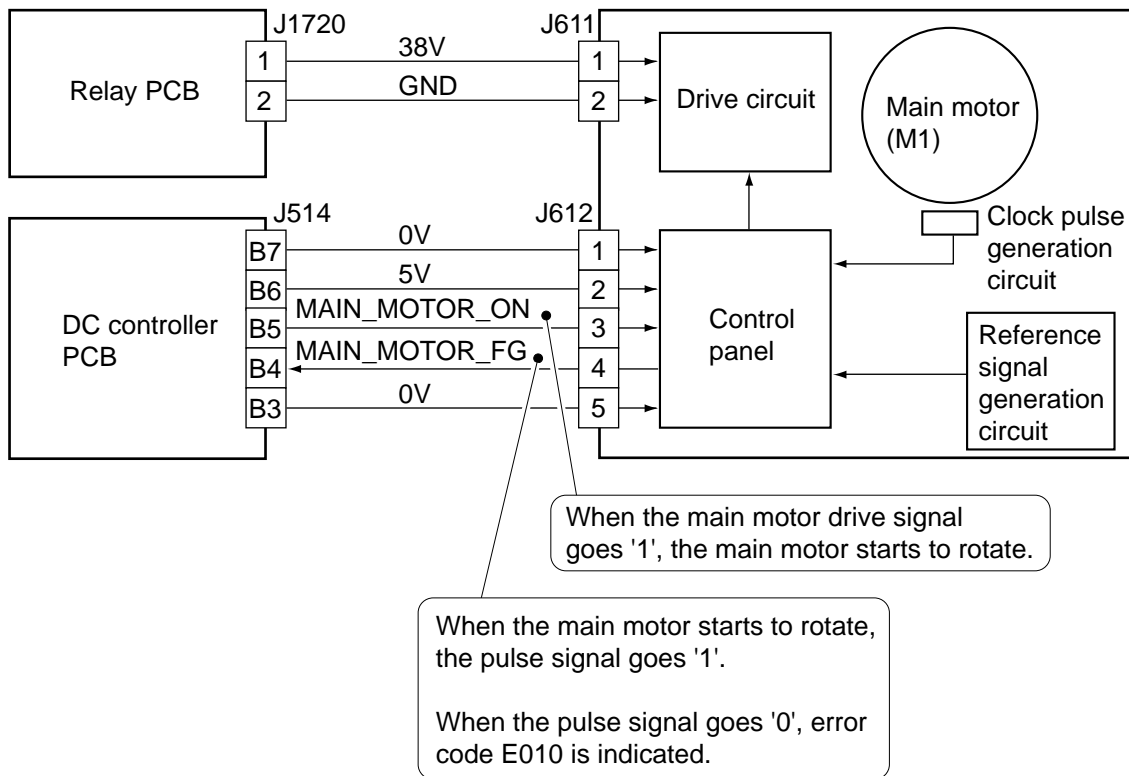 J1720
J611
Relay PCB
1
38V
1
2
GND
2
Drive circuit
Main motor
(M1)
J514
J612
Clock pulse
generation
circuit
DC controller
PCB
B7
0V
1
B6
5V
2
B5
MAIN_MOTOR_ON
3
B4
MAIN_MOTOR_FG
4
B3
0V
5
Control
panel
Reference
signal
generation
circuit
When the main motor drive signal
goes '1', the main motor starts to rotate.
When the main motor starts to rotate,
the pulse signal goes '1'.
When the pulse signal goes '0', error
code E010 is indicated.